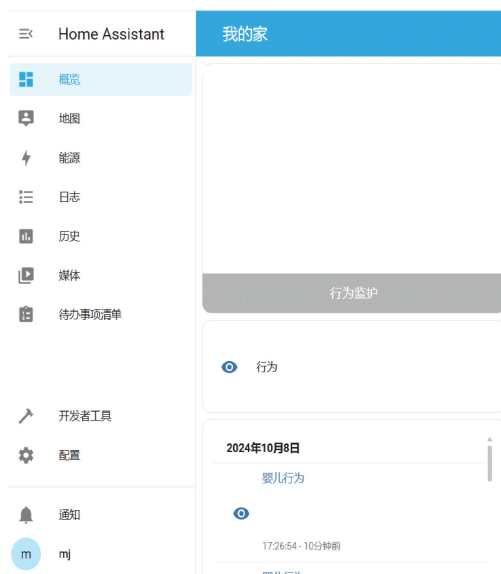 Home Assistant
我的家
概览
地图
能源
日志
历史
媒体
待办事项清单
开发者工具
配置
通知
m
mj
行为监护
行为
2024年10月8日
婴儿行为
17:26:54 - 10分钟前